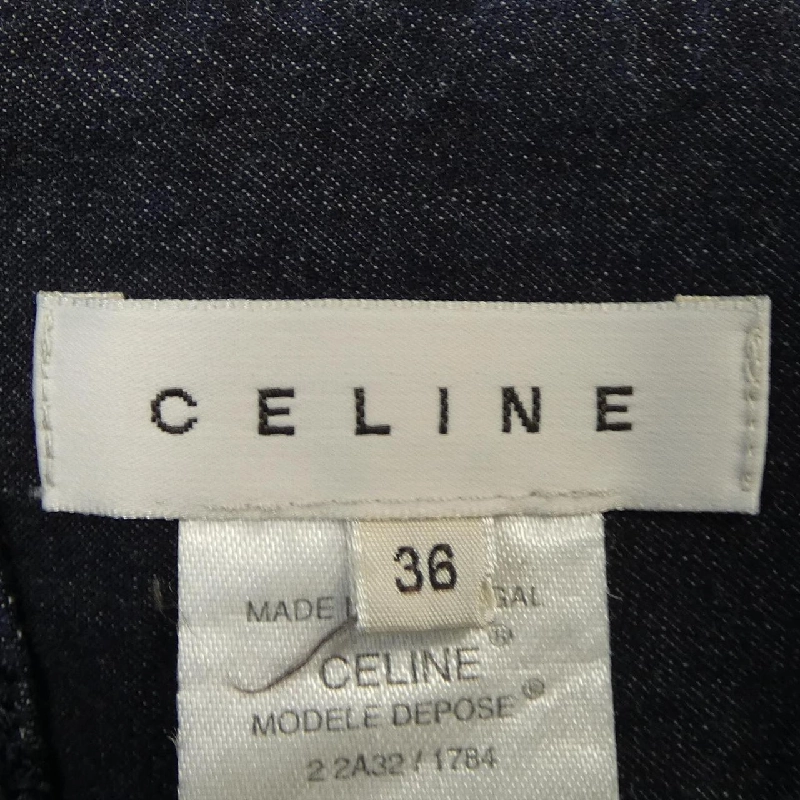 CELINE
36
MADE
CELINE®
MODELE DEPOSE®
2 2A32 / 1784